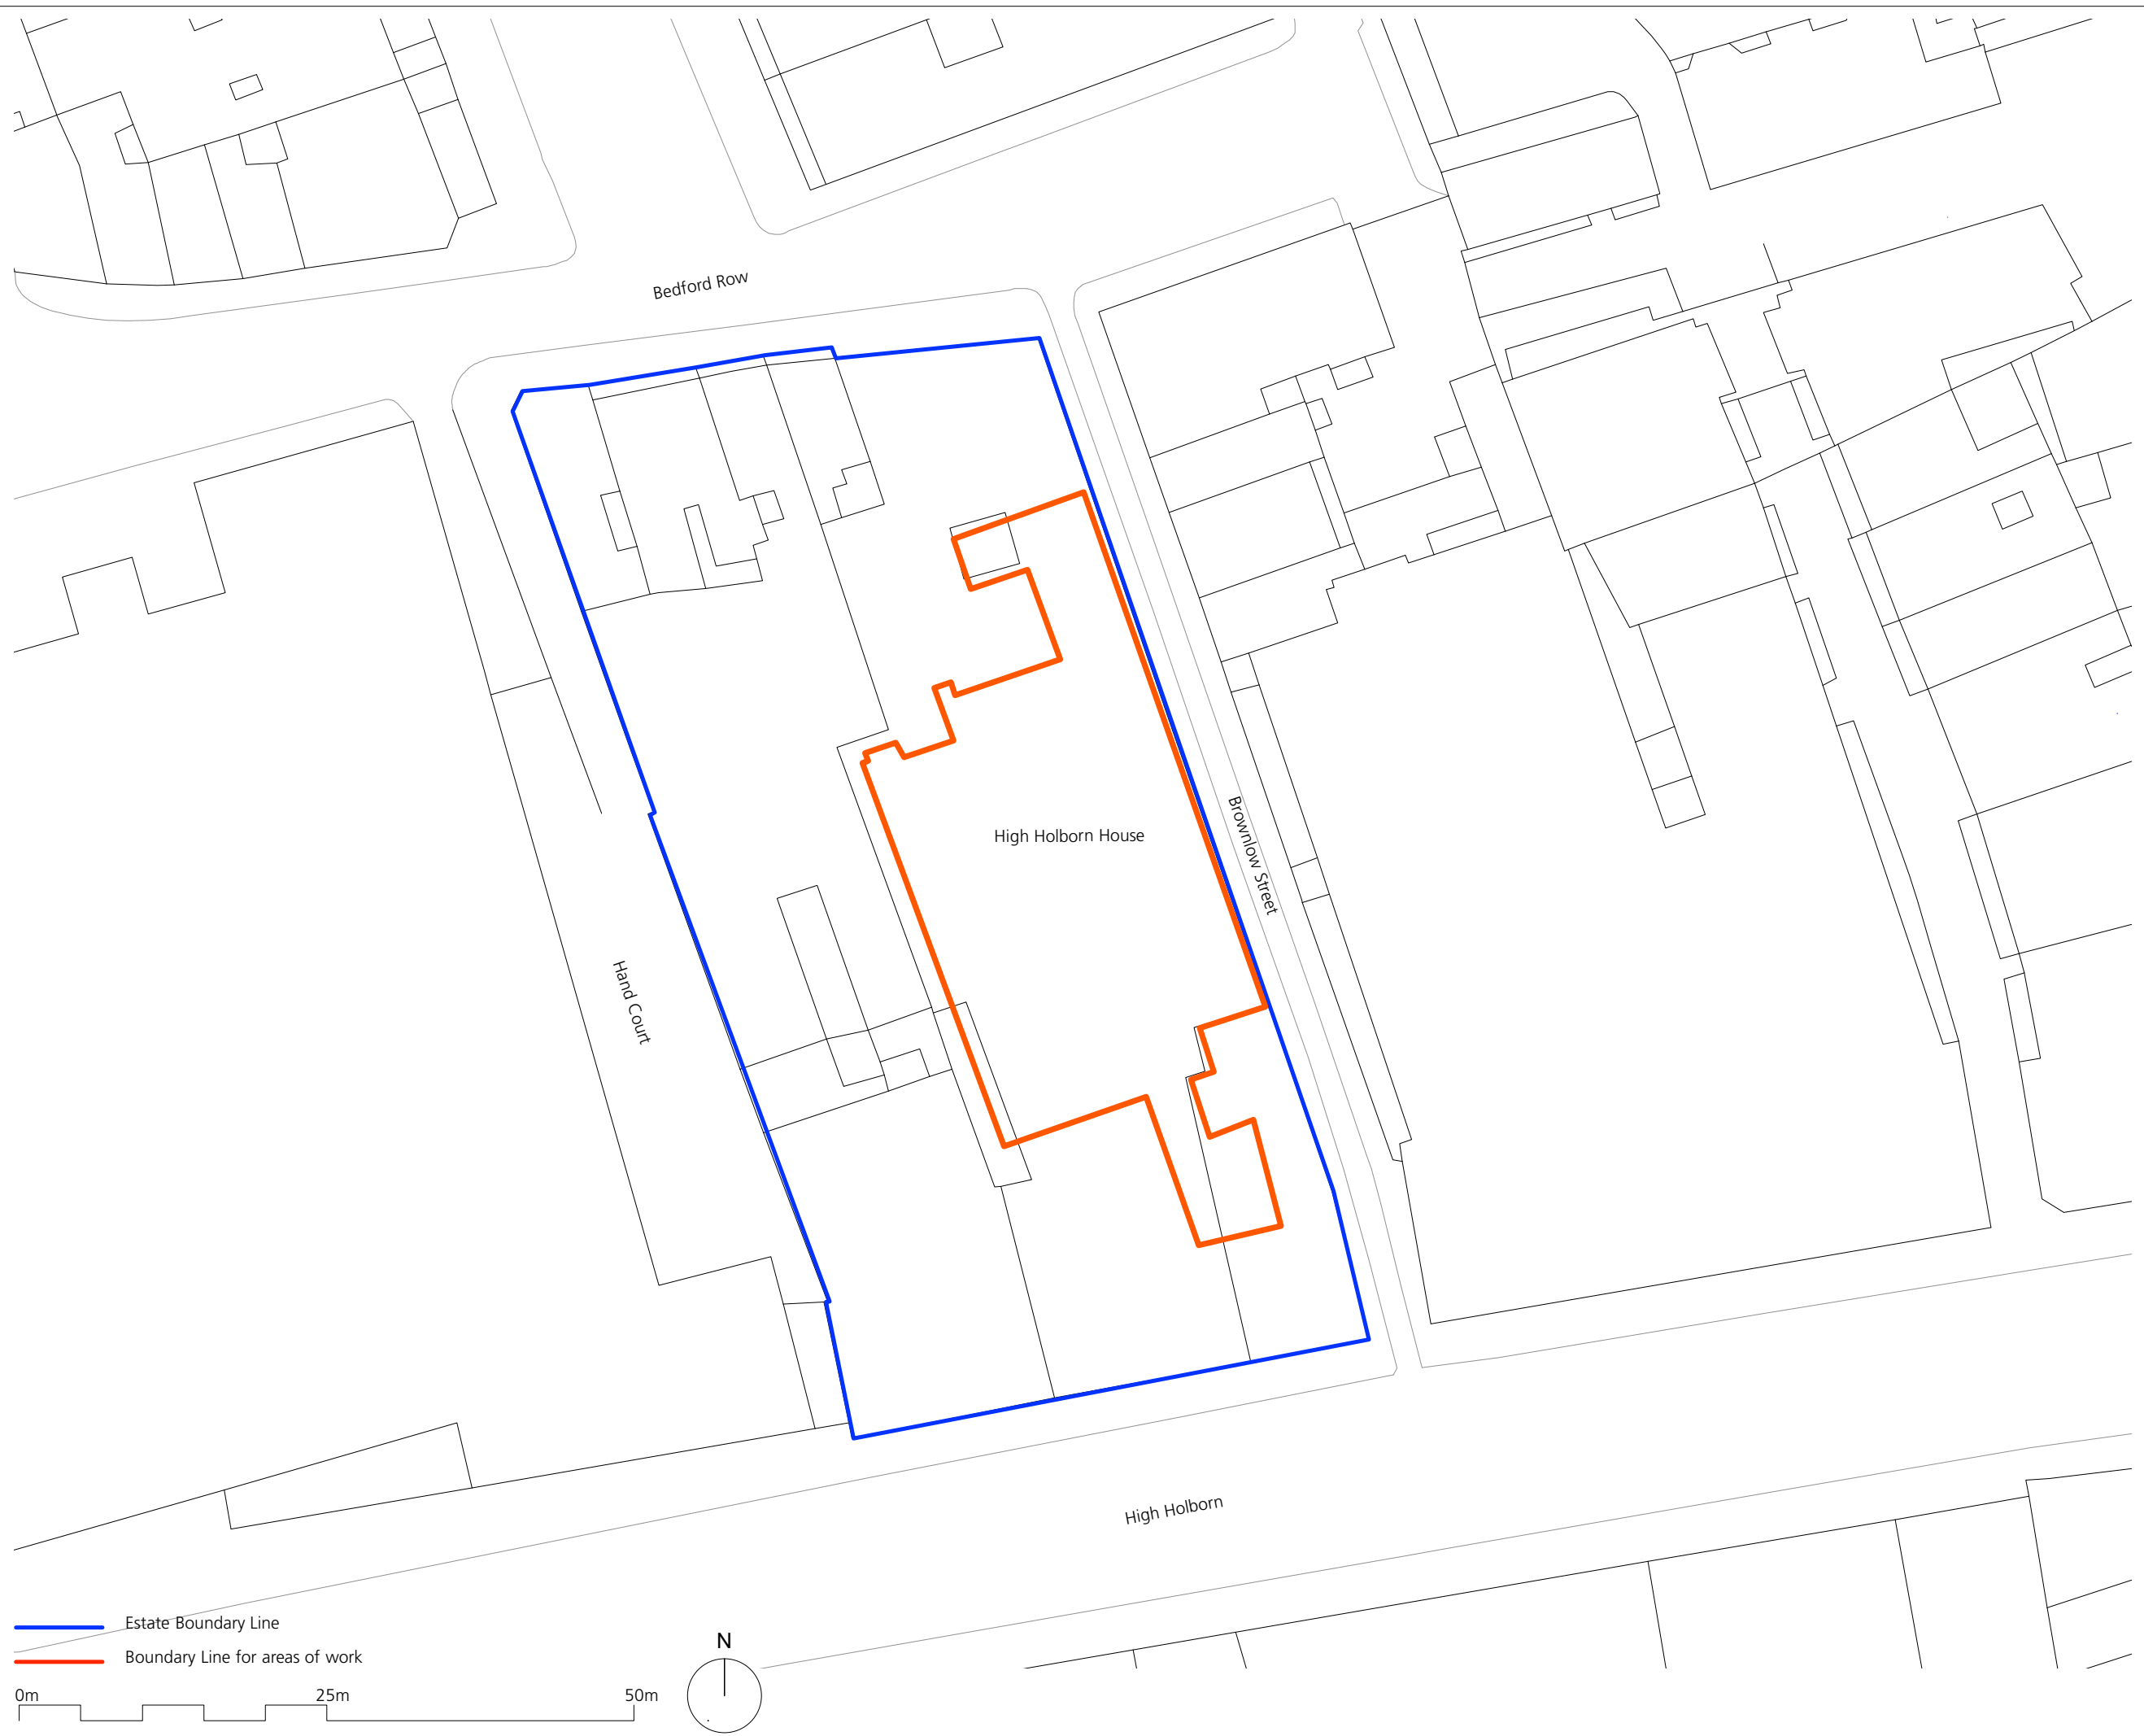 Bedford Row
High Holborn House
Brownlow Street
Hand Court
High Holborn
Estate Boundary Line
Boundary Line for areas of work
N
0m 25m 50m